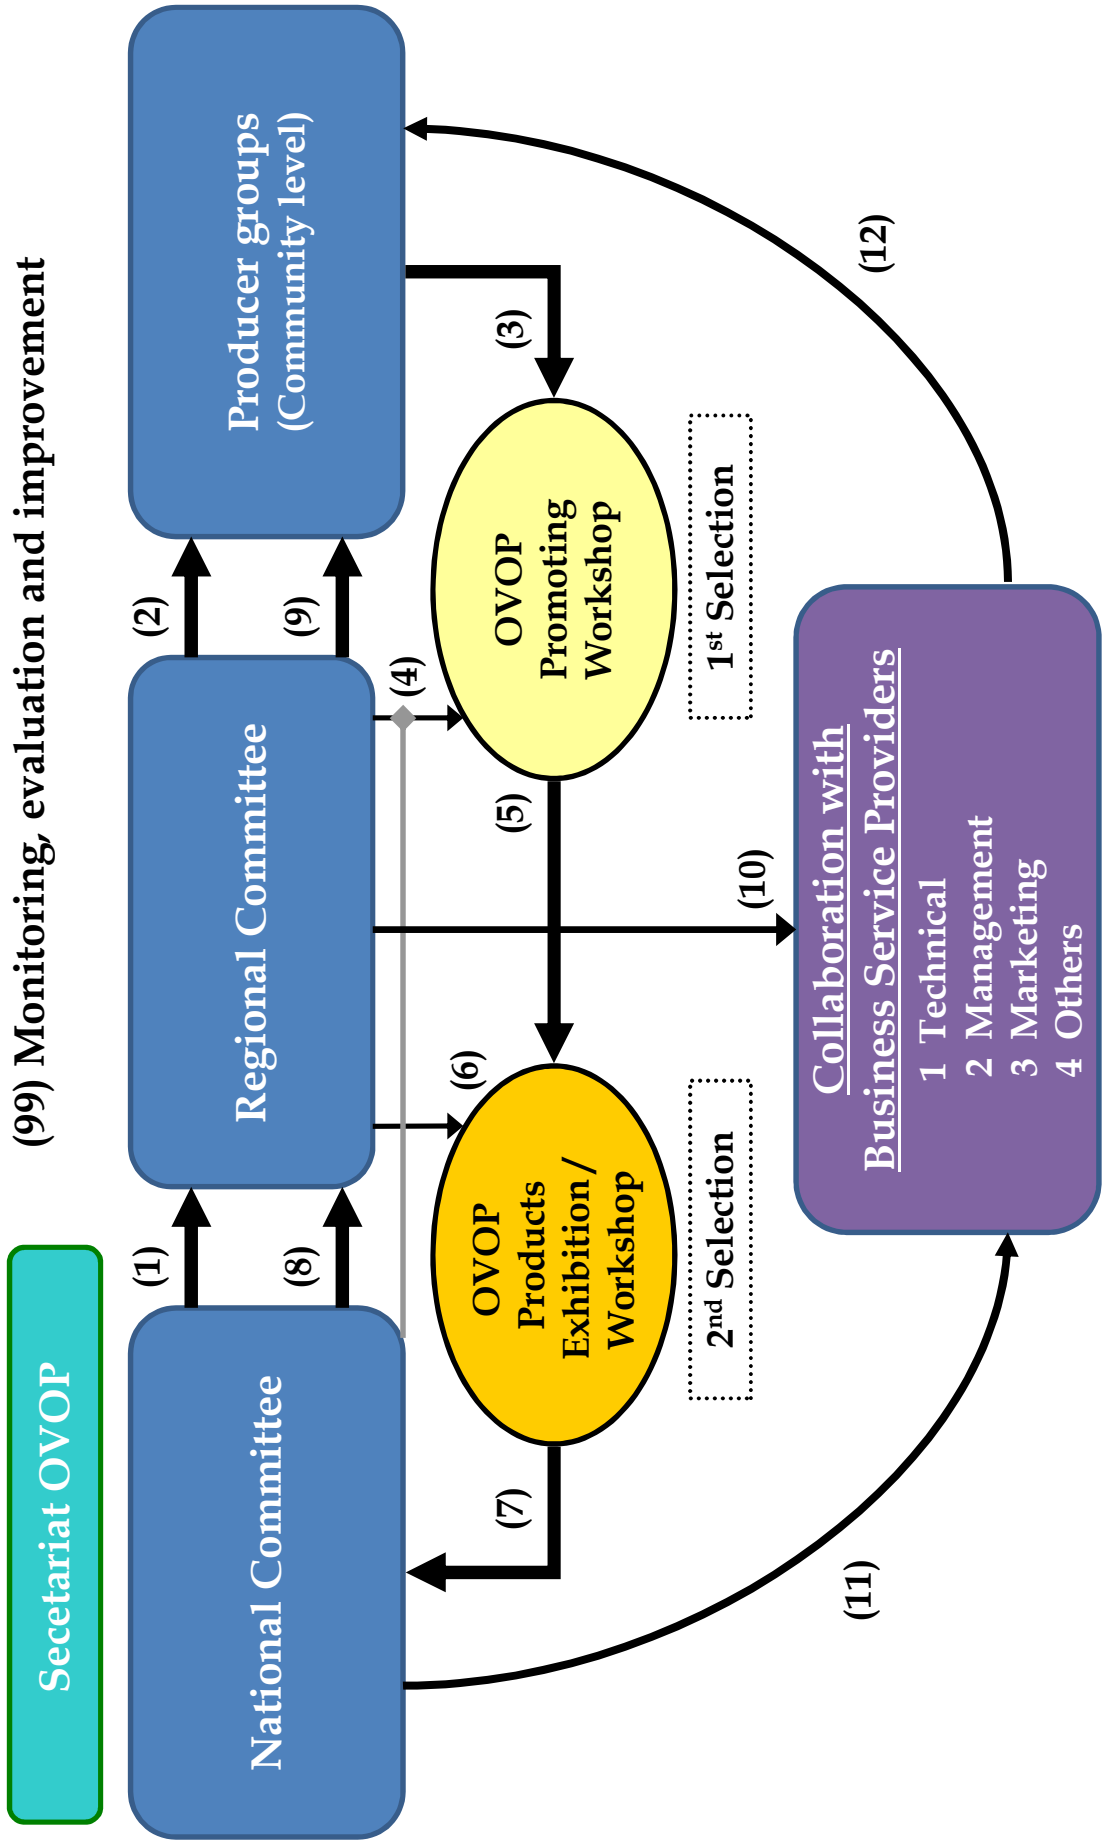 Secetariat OVOP
(99) Monitoring, evaluation and improvement
National Committee
(1)
(8)
Regional Committee
(2)
(9)
Producer groups
(Community level)
(7)
OVOP
Products
Exhibition /
Workshop
(6)
(5)
(4)
OVOP
Promoting
Workshop
(3)
2nd Selection
1st Selection
(10)
(11)
(12)
Collaboration with
Business Service Providers
1 Technical
2 Management
3 Marketing
4 Others